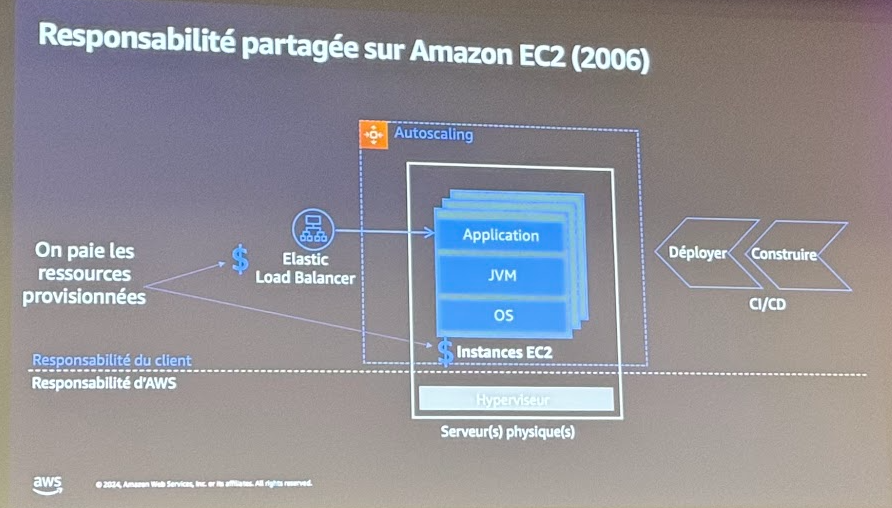 Responsabilité partagée sur Amazon EC2 (2006)
Autoscaling
Application
JVM
OS
Instances EC2
$
Elastic
Load Balancer
On paie les
ressources
provisionnées
$
Déployer
Construire
CI/CD
Responsabilité du client
Responsabilité d'AWS
Hyperviseur
Serveur(s) physique(s)
aws
© 2024, Amazon Web Services, Inc. or its affiliates. All rights reserved.